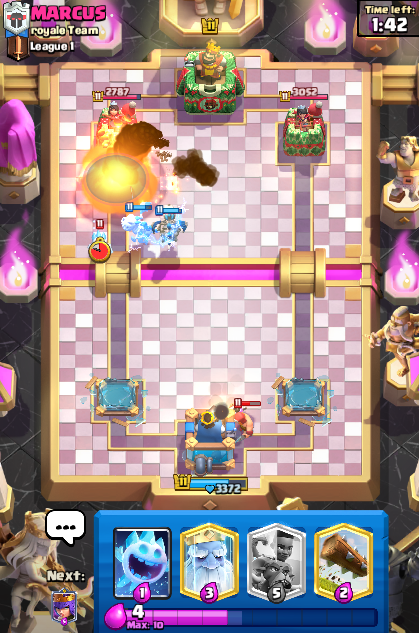 MARCUS
royale Team
League 1
Time left:
1:42
2787
3052
11
11
11
11
3372
...
Next:
1
3
5
2
4
Max: 10